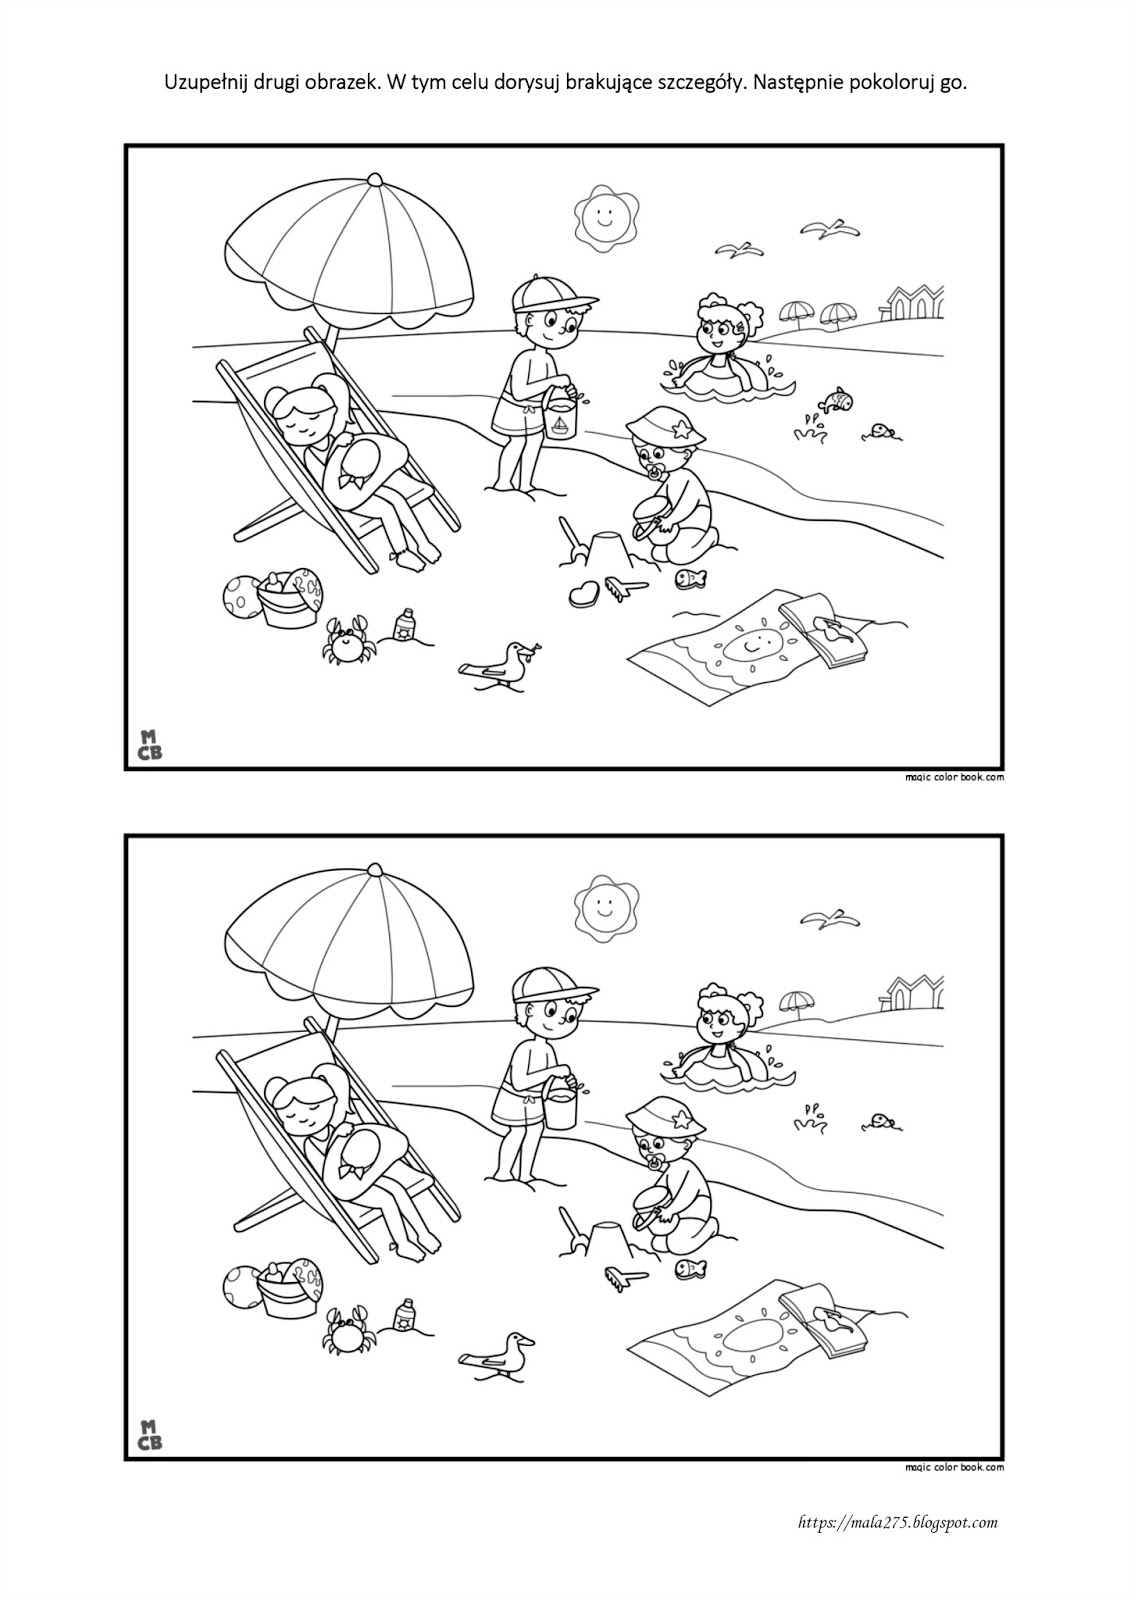 Uzupełnij drugi obrazek. W tym celu dorysuj brakujące szczegóły. Następnie pokoloruj go.
M
CB
magic color book.com
M
CB
magic color book.com
https://mala275.blogspot.com